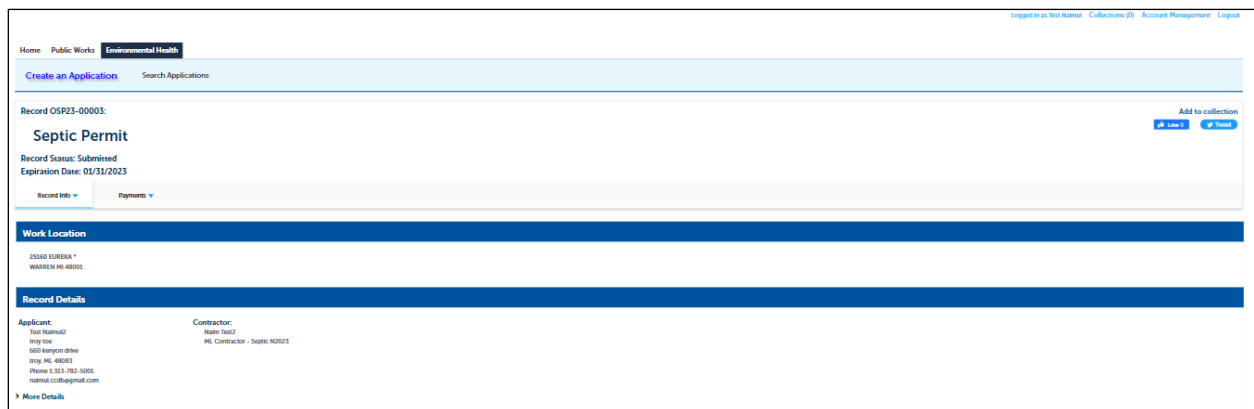 Logged in as:Test Naimul Collections (0) Account Management Logout
Home Public Works Environmental Health
Create an Application Search Applications
Record OSP23-00003: Add to collection
Septic Permit
Like 0 Tweet
Record Status: Submitted
Expiration Date: 01/31/2023
Record Info Payments
Work Location
25160 EUREKA *
WARREN MI 48091
Record Details
Applicant: Contractor:
Test Naimul2 Naim Test2
troy toe ML Contractor - Septic N2023
660 kenyon drive
troy, MI, 48083
Phone 1:313-782-5001
naimul.ccdb@gmail.com
More Details